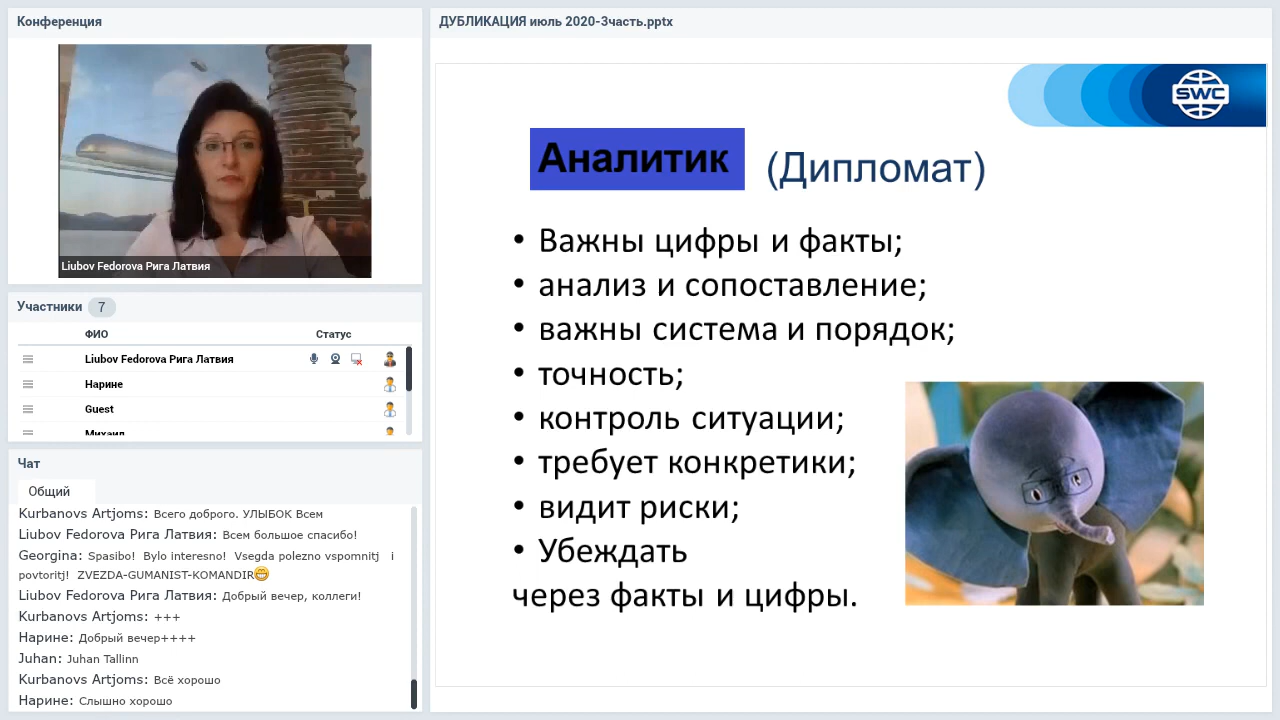 Конференция
Liubov Fedorova Рига Латвия
Участники 7
ФИО Статус
Liubov Fedorova Рига Латвия
Нарине
Guest
Михаил
Чат
Общий
Kurbanovs Artjoms: Всего доброго. УЛЫБОК Всем
Liubov Fedorova Рига Латвия: Всем большое спасибо!
Georgina: Spasibo! Bylo interesno! Vsegda polezno vspomnitj i
povtoritj! ZVEZDA-GUMANIST-KOMANDIR😁
Liubov Fedorova Рига Латвия: Добрый вечер, коллеги!
Kurbanovs Artjoms: +++
Нарине: Добрый вечер++++
Juhan: Juhan Tallinn
Kurbanovs Artjoms: Всё хорошо
Нарине: Слышно хорошо
ДУБЛИКАЦИЯ июль 2020-3часть.pptx
SWC
Аналитик (Дипломат)
• Важны цифры и факты;
• анализ и сопоставление;
• важны система и порядок;
• точность;
• контроль ситуации;
• требует конкретики;
• видит риски;
• Убеждать
через факты и цифры.